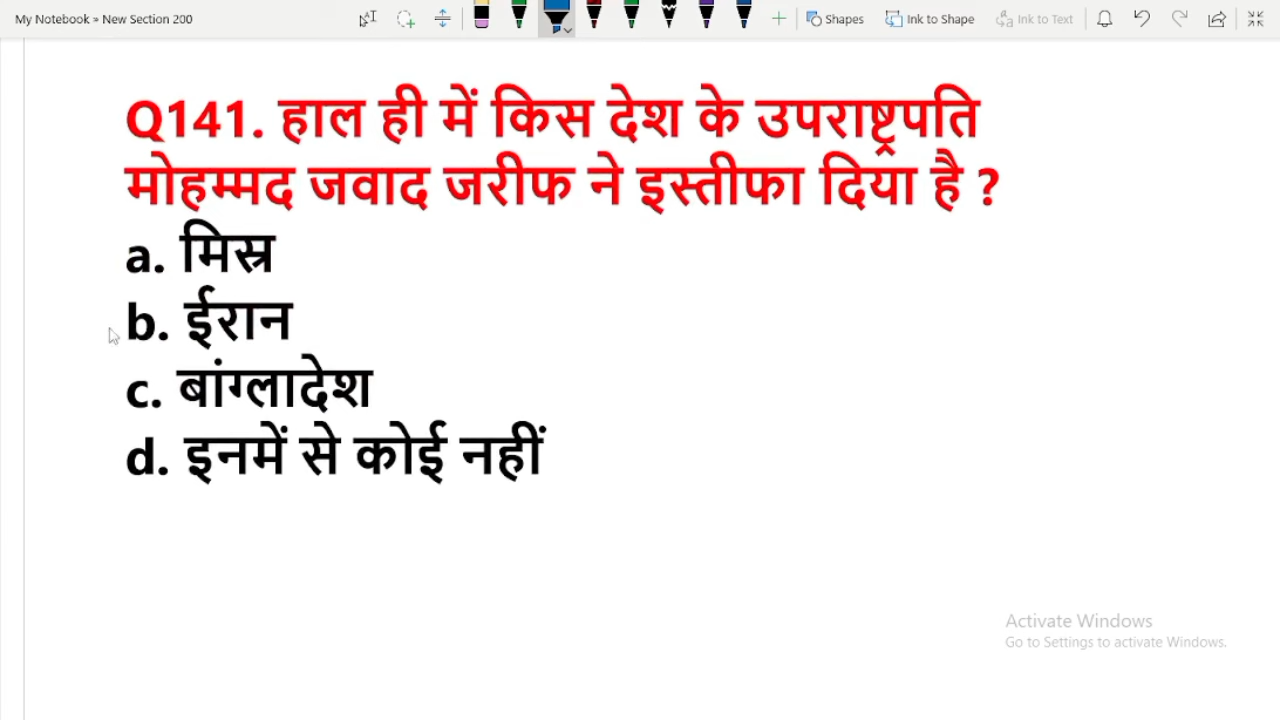 My Notebook » New Section 200
Shapes
Ink to Shape
Ink to Text
Q141. हाल ही में किस देश के उपराष्ट्रपति
मोहम्मद जवाद जरीफ ने इस्तीफा दिया है ?
a. मिस्र
b. ईरान
c. बांग्लादेश
d. इनमें से कोई नहीं
Activate Windows
Go to Settings to activate Windows.